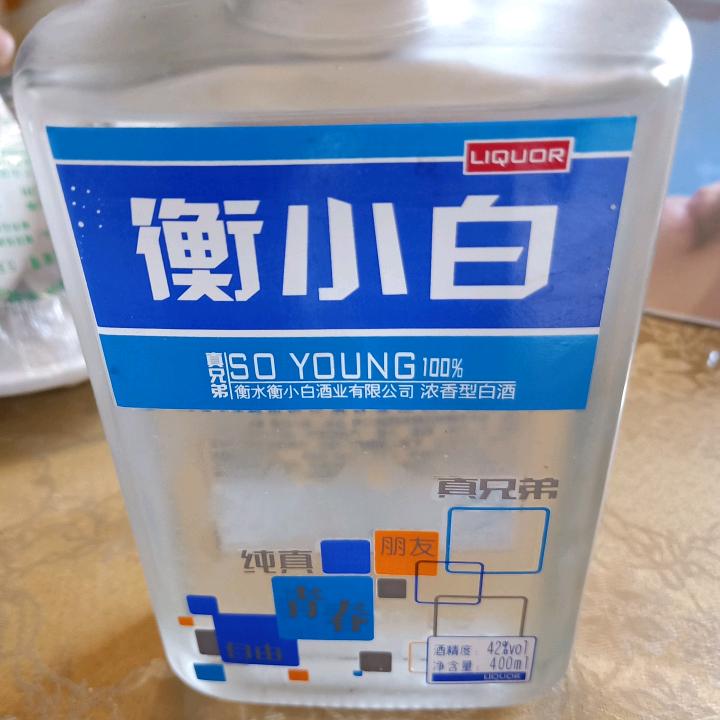 LIQUOR
衡小白
真兄弟
SO YOUNG 100%
衡水衡小白酒业有限公司 浓香型白酒
真兄弟
朋友
纯真
青春
自由
酒精度: 42%vol
净含量: 400ml
LIQUOR